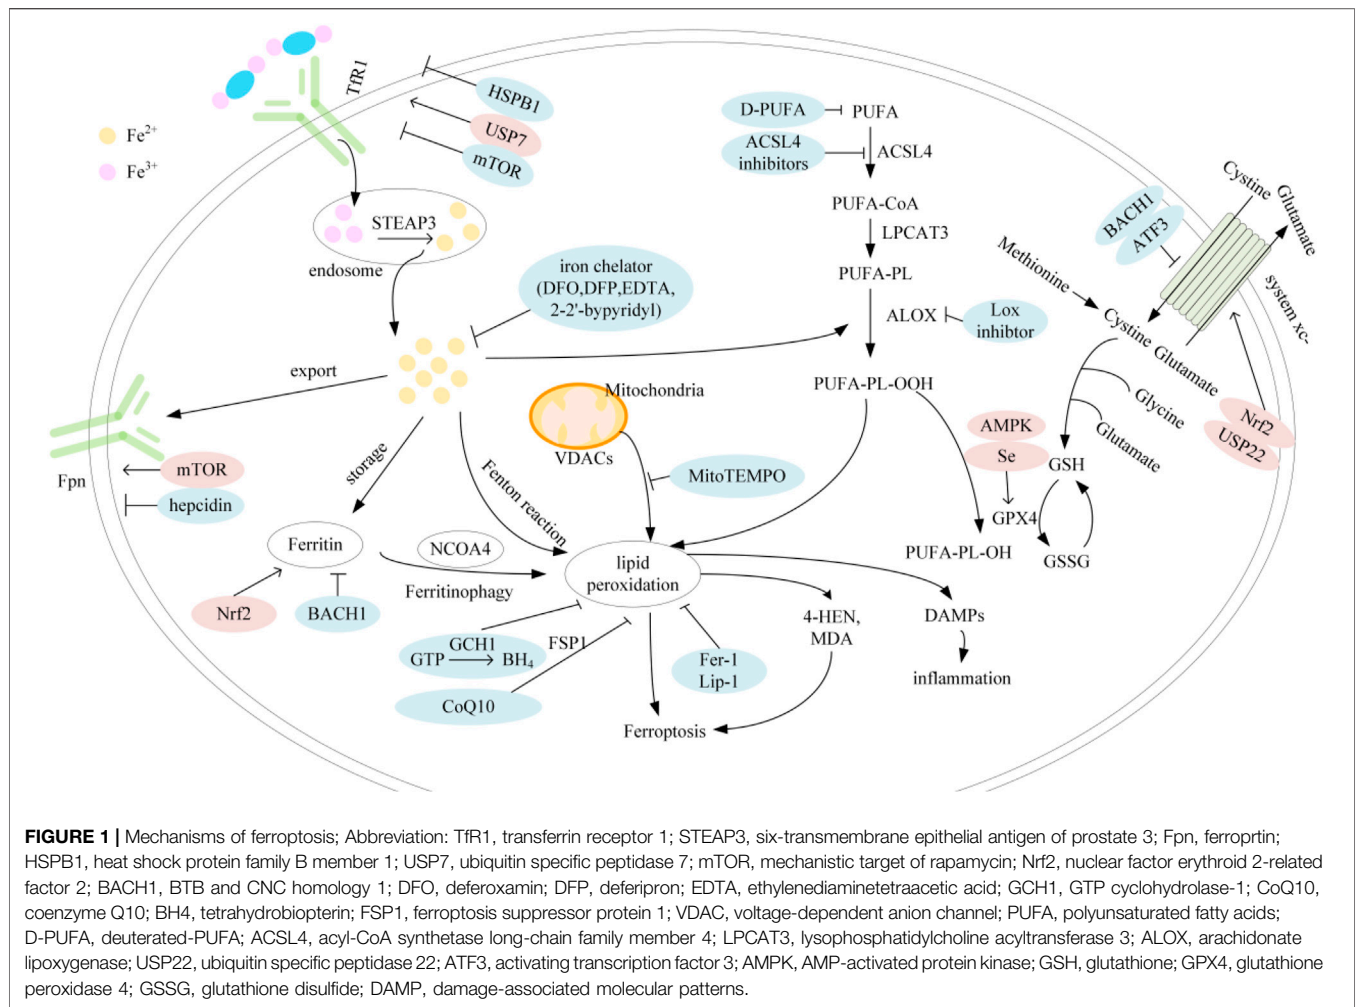 TfR1
HSPB1
USP7
mTOR
Fe2+
Fe3+
STEAP3
endosome
iron chelator
(DFO,DFP,EDTA,
2-2'-bypyridyl)
D-PUFA
PUFA
ACSL4
inhibitors
ACSL4
PUFA-CoA
LPCAT3
PUFA-PL
ALOX
Lox
inhibtor
PUFA-PL-OOH
BACH1
ATF3
Cystine
Glutamate
system xc-
Methionine
Cystine
Glutamate
Glycine
Glutamate
Nrf2
USP22
AMPK
Se
GSH
GPX4
GSSG
PUFA-PL-OH
export
Fpn
mTOR
hepcidin
storage
Fenton reaction
Mitochondria
VDACs
MitoTEMPO
Ferritin
NCOA4
Ferritinophagy
Nrf2
BACH1
lipid
peroxidation
GCH1
GTP
BH4
FSP1
CoQ10
Fer-1
Lip-1
4-HEN,
MDA
DAMPs
inflammation
Ferroptosis
FIGURE 1 | Mechanisms of ferroptosis; Abbreviation: TfR1, transferrin receptor 1; STEAP3, six-transmembrane epithelial antigen of prostate 3; Fpn, ferroprtin;
HSPB1, heat shock protein family B member 1; USP7, ubiquitin specific peptidase 7; mTOR, mechanistic target of rapamycin; Nrf2, nuclear factor erythroid 2-related
factor 2; BACH1, BTB and CNC homology 1; DFO, deferoxamin; DFP, deferipron; EDTA, ethylenediaminetetraacetic acid; GCH1, GTP cyclohydrolase-1; CoQ10,
coenzyme Q10; BH4, tetrahydrobiopterin; FSP1, ferroptosis suppressor protein 1; VDAC, voltage-dependent anion channel; PUFA, polyunsaturated fatty acids;
D-PUFA, deuterated-PUFA; ACSL4, acyl-CoA synthetase long-chain family member 4; LPCAT3, lysophosphatidylcholine acyltransferase 3; ALOX, arachidonate
lipoxygenase; USP22, ubiquitin specific peptidase 22; ATF3, activating transcription factor 3; AMPK, AMP-activated protein kinase; GSH, glutathione; GPX4, glutathione
peroxidase 4; GSSG, glutathione disulfide; DAMP, damage-associated molecular patterns.